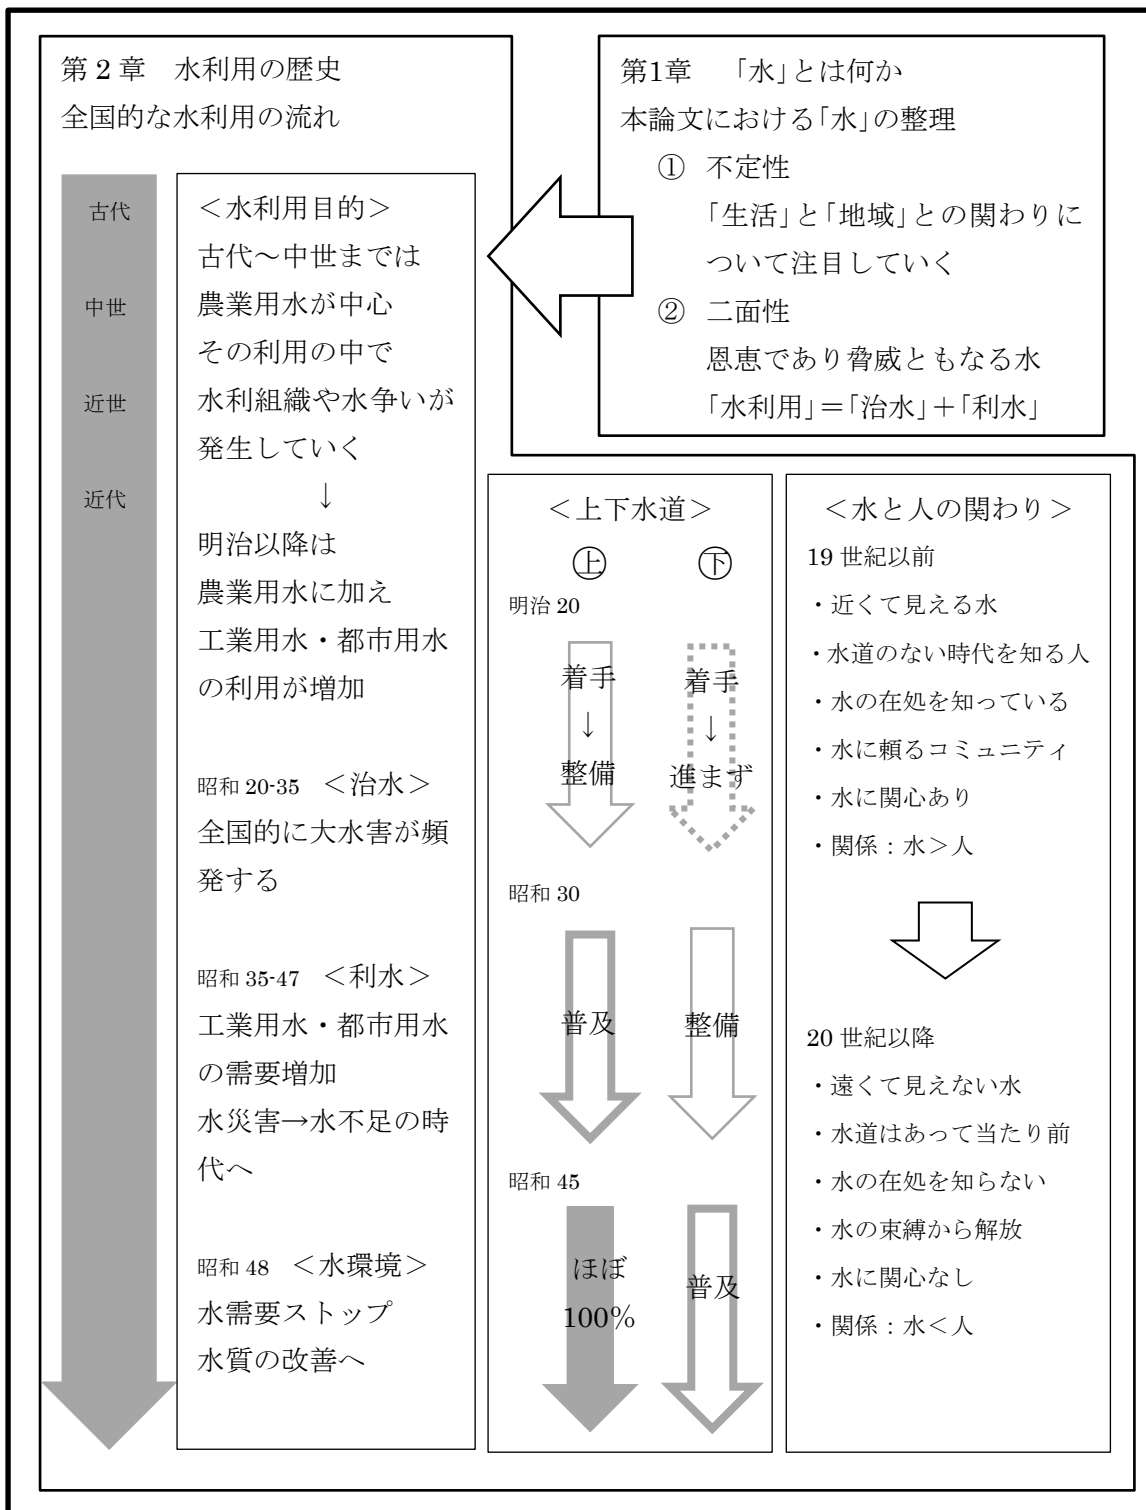 第2章　水利用の歴史
全国的な水利用の流れ
第1章　「水」とは何か
本論文における「水」の整理
①　不定性
「生活」と「地域」との関わりに
ついて注目していく
②　二面性
恩恵であり脅威ともなる水
「水利用」＝「治水」＋「利水」
古代
中世
近世
近代
＜水利用目的＞
古代～中世までは
農業用水が中心
その利用の中で
水利組織や水争いが
発生していく
↓
明治以降は
農業用水に加え
工業用水・都市用水
の利用が増加
昭和 20-35　＜治水＞
全国的に大水害が頻
発する
昭和 35-47　＜利水＞
工業用水・都市用水
の需要増加
水災害→水不足の時
代へ
昭和 48　＜水環境＞
水需要ストップ
水質の改善へ
＜上下水道＞
㊤　㊦
明治 20
着手
↓
整備
着手
↓
進まず
昭和 30
普及
整備
昭和 45
ほぼ
100%
普及
＜水と人の関わり＞
19 世紀以前
・近くて見える水
・水道のない時代を知る人
・水の在処を知っている
・水に頼るコミュニティ
・水に関心あり
・関係：水＞人
20 世紀以降
・遠くて見えない水
・水道はあって当たり前
・水の在処を知らない
・水の束縛から解放
・水に関心なし
・関係：水＜人